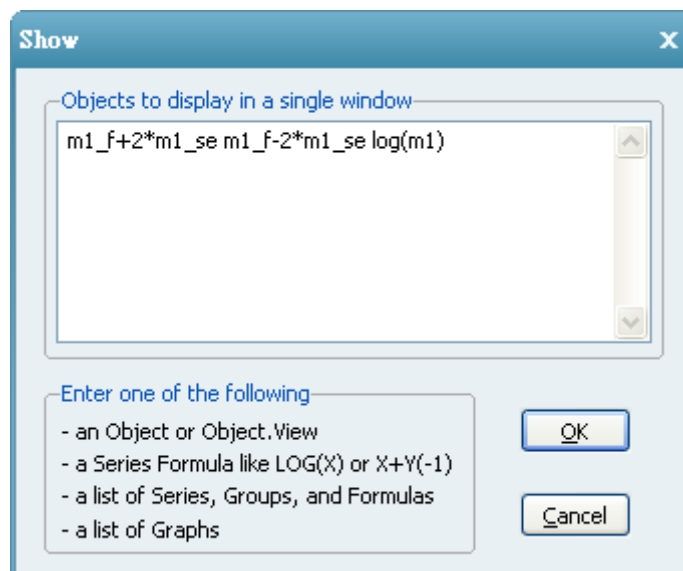 Show
Objects to display in a single window
m1_f+2*m1_se m1_f-2*m1_se log(m1)
Enter one of the following
- an Object or Object.View
- a Series Formula like LOG(X) or X+Y(-1)
- a list of Series, Groups, and Formulas
- a list of Graphs
OK
Cancel